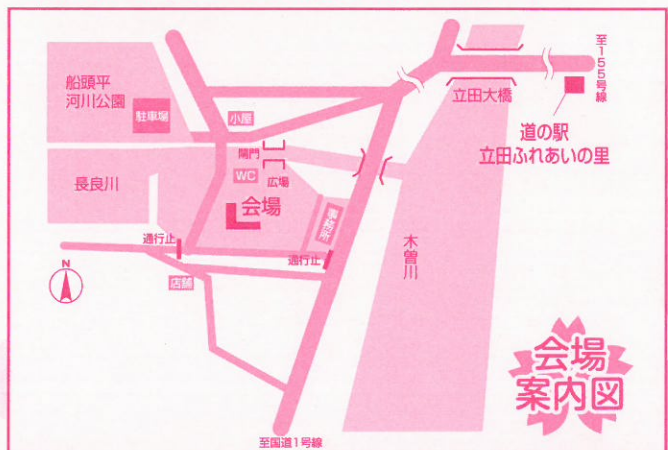 船頭平
河川公園
駐車場
小屋
閘門
WC
広場
会場
長良川
事務所
通行止
通行止
店舗
N
木曽川
立田大橋
至155号線
道の駅
立田ふれあいの里
至国道1号線
会場
案内図